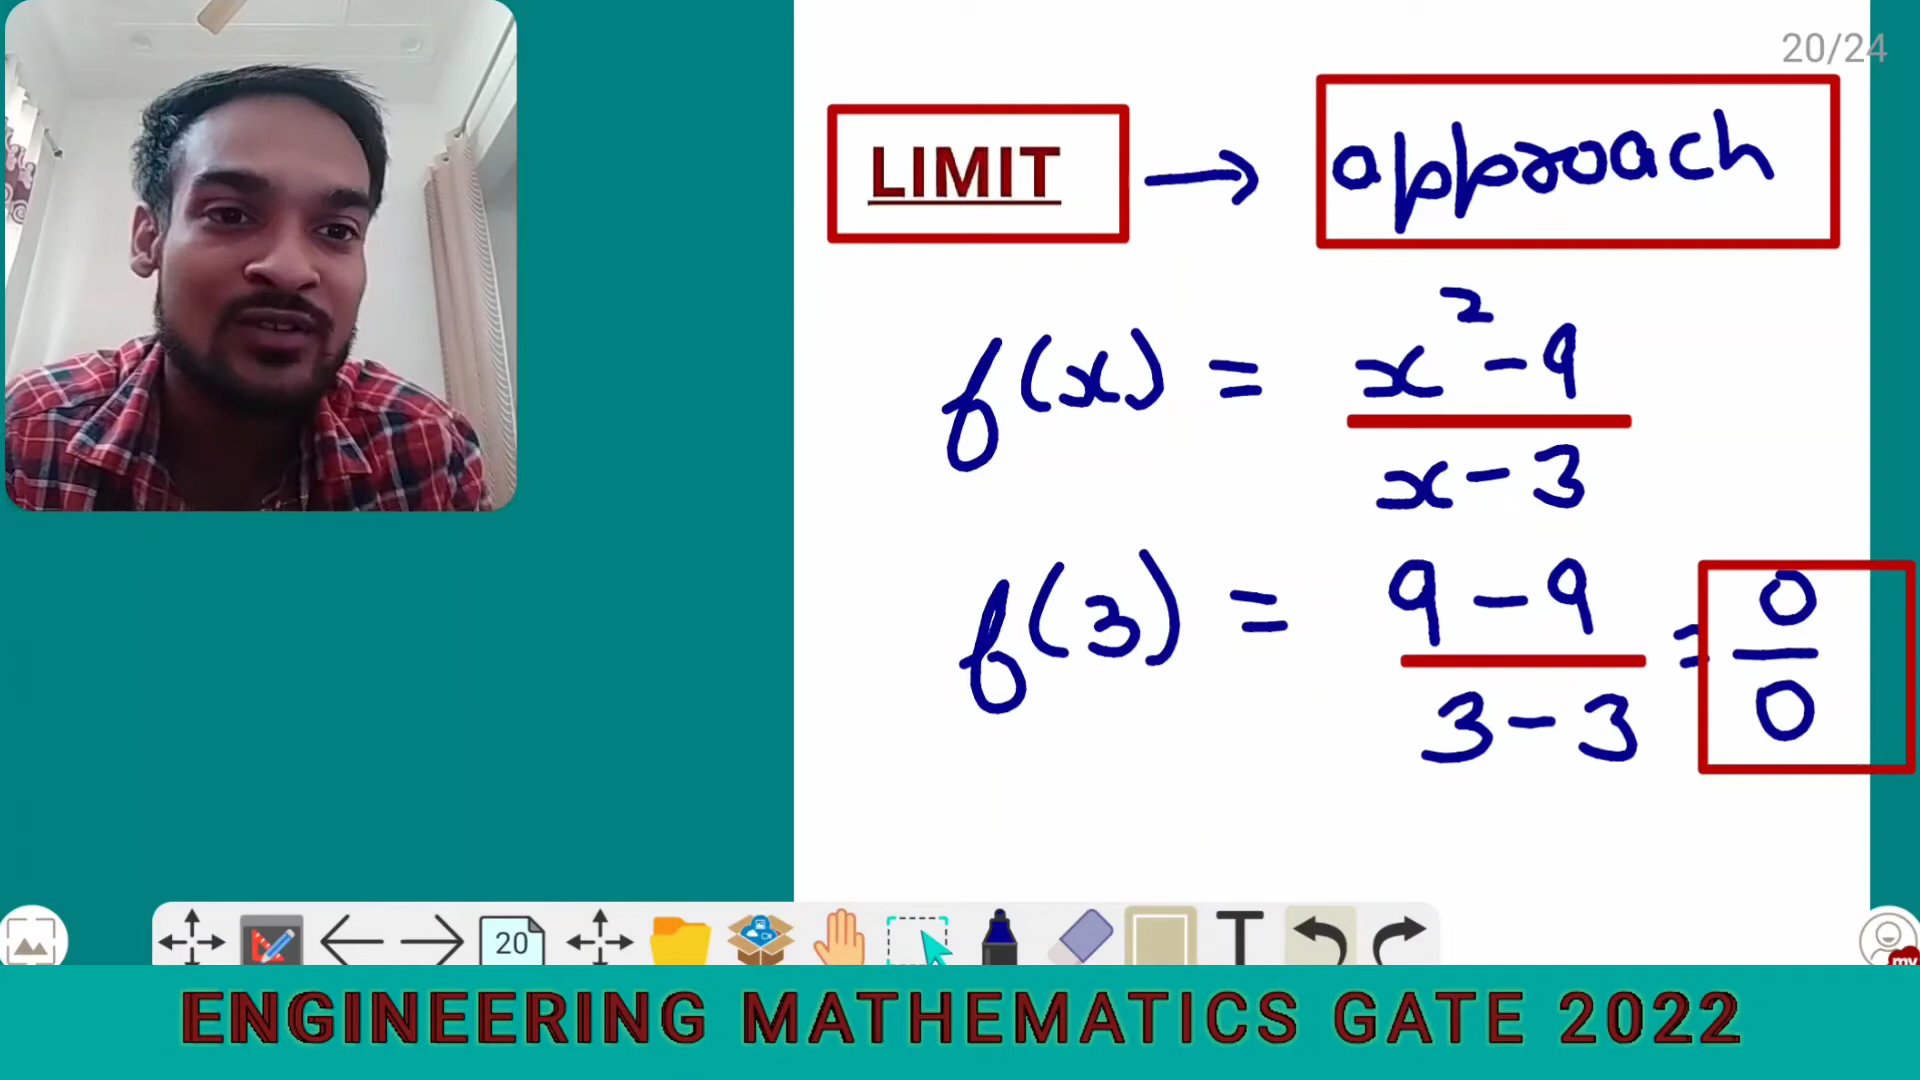 20/24
LIMIT → approach
f(x) = x² - 9 / x - 3
f(3) = 9 - 9 / 3 - 3 = 0 / 0
20
T
my
ENGINEERING MATHEMATICS GATE 2022